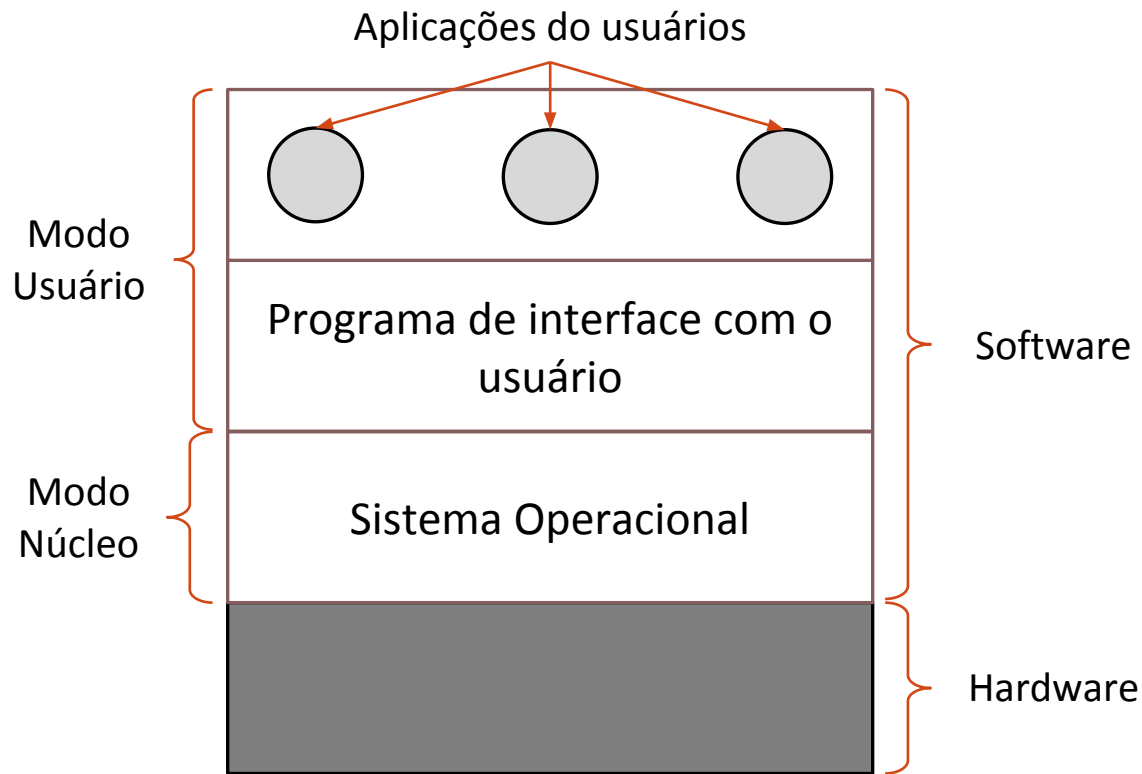 Aplicações do usuários
Modo
Usuário
Programa de interface com o
usuário
Software
Modo
Núcleo
Sistema Operacional
Hardware